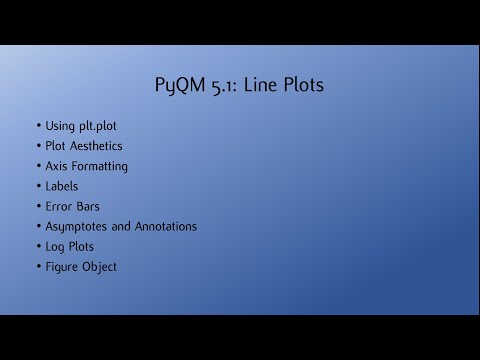 PyQM 5.1: Line Plots
• Using plt.plot
• Plot Aesthetics
• Axis Formatting
• Labels
• Error Bars
• Asymptotes and Annotations
• Log Plots
• Figure Object